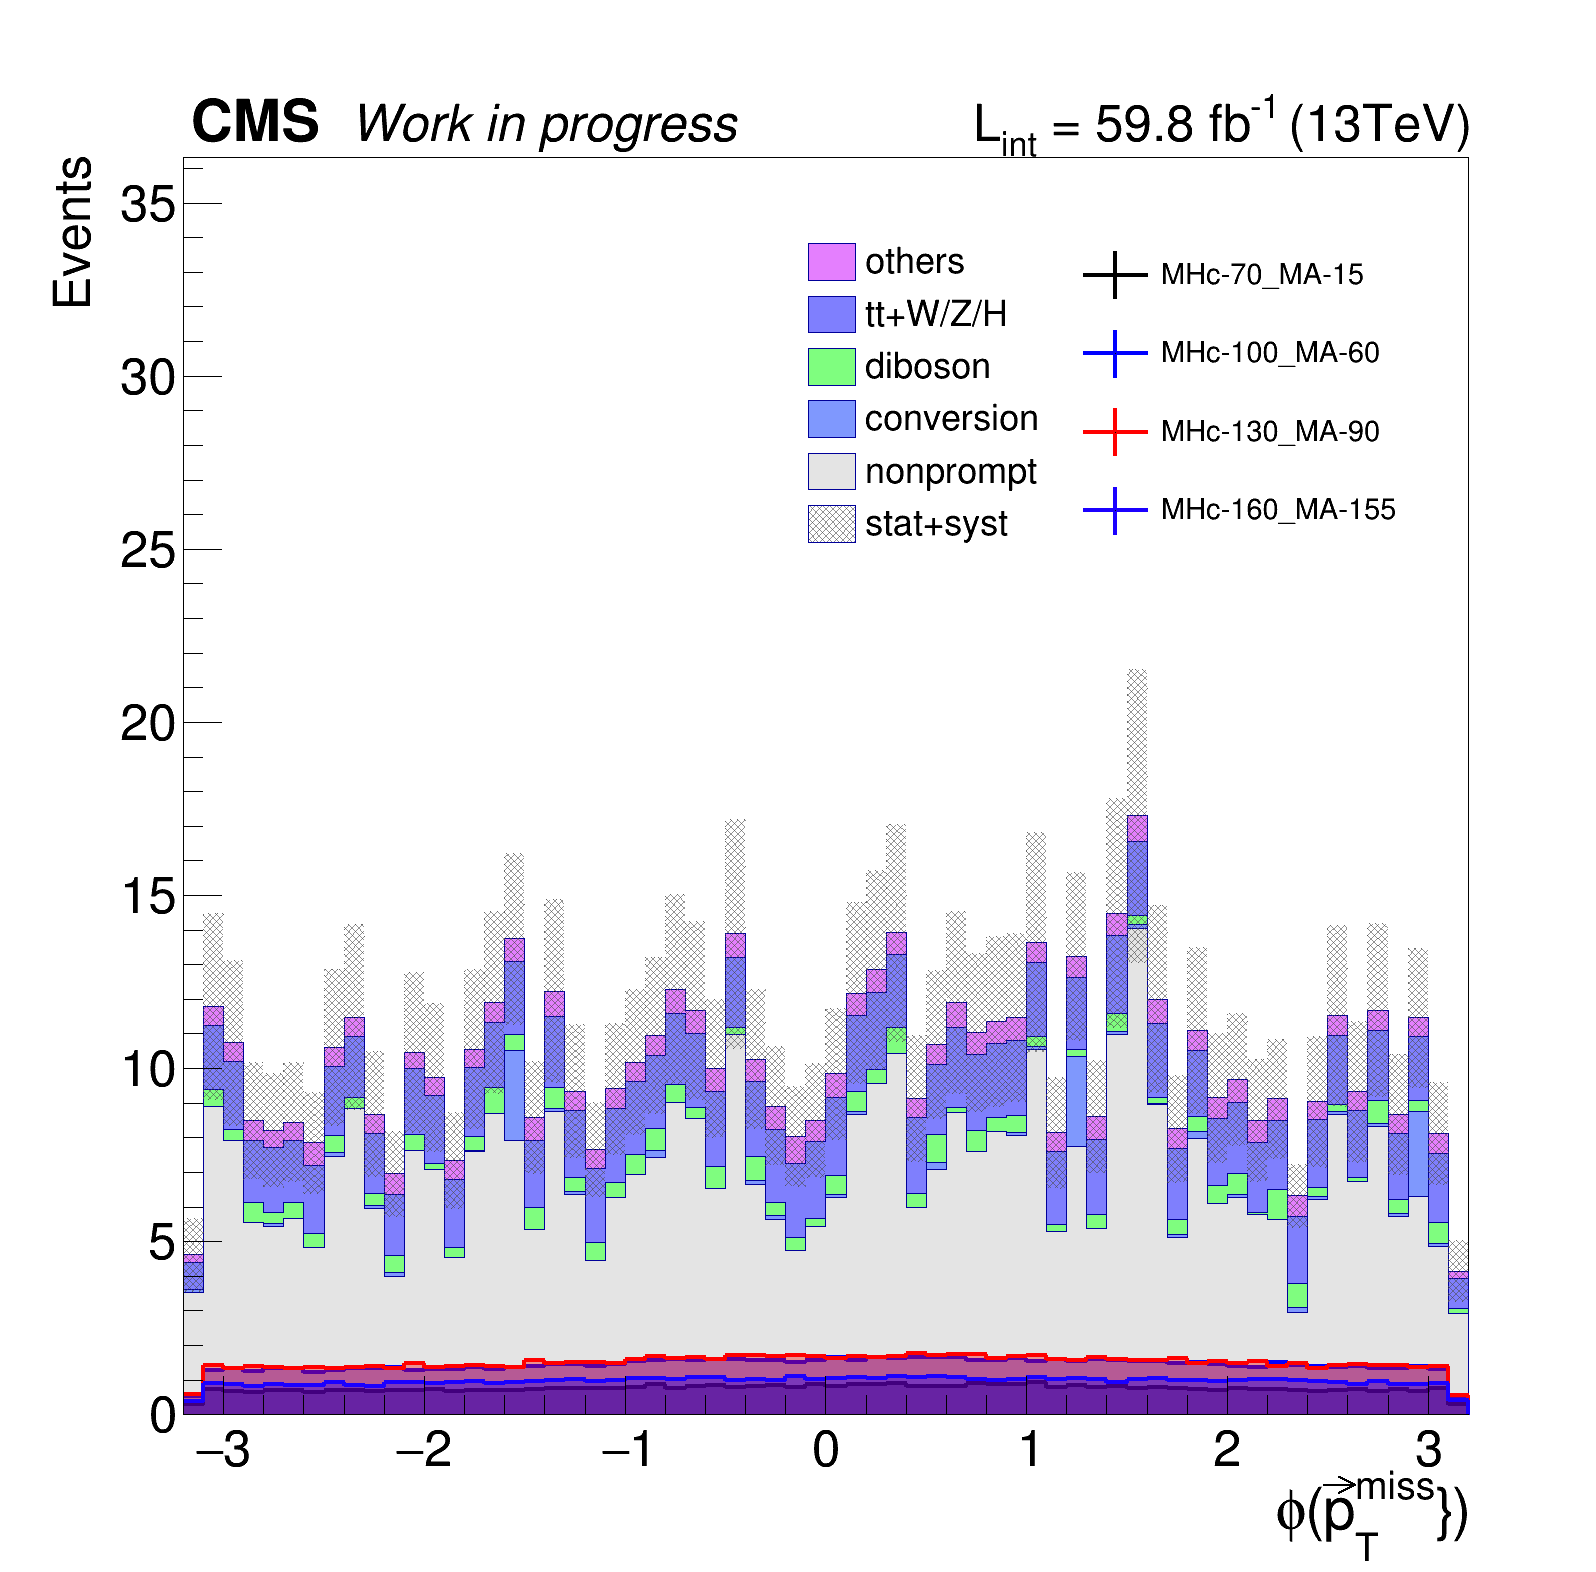 CMS Work in progress L_int = 59.8 fb^-1 (13TeV)
Events
35
30
25
20
15
10
5
0
others
tt+W/Z/H
diboson
conversion
nonprompt
stat+syst
MHc-70_MA-15
MHc-100_MA-60
MHc-130_MA-90
MHc-160_MA-155
−3 −2 −1 0 1 2 3
ϕ(p⃗_T^miss})